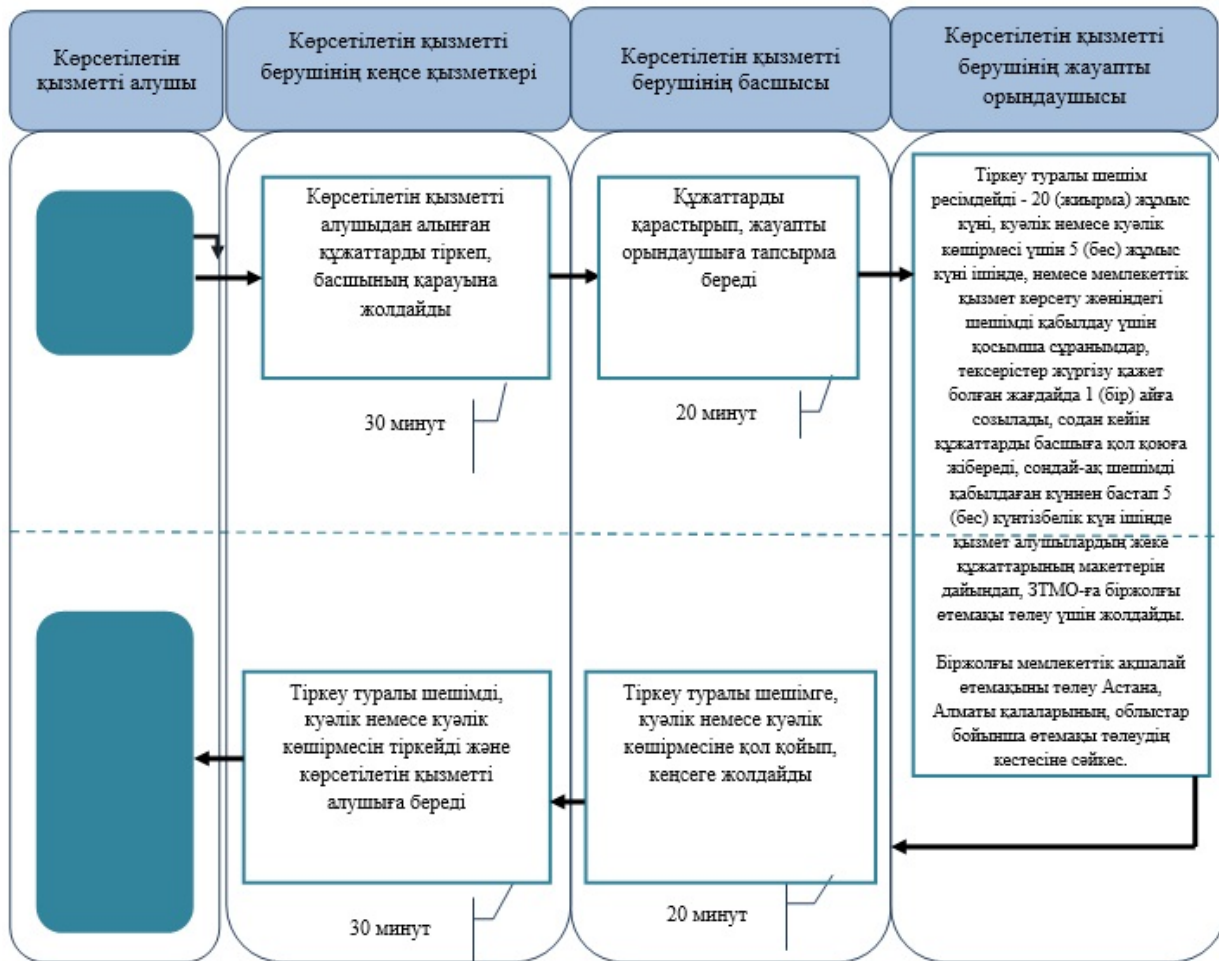 Көрсетілетін
қызметті алушы
Көрсетілетін қызметті
берушінің кеңсе қызметкері
Көрсетілетін қызметті
берушінің басшысы
Көрсетілетін қызметті
берушінің жауапты
орындаушысы
Көрсетілетін қызметті
алушыдан алынған
құжаттарды тіркеп,
басшының қарауына
жолдайды
30 минут
Құжаттарды
қарастырып, жауапты
орындаушыға тапсырма
береді
20 минут
Тіркеу туралы шешім
ресімдейді - 20 (жиырма) жұмыс
күні, куәлік немесе куәлік
көшірмесі үшін 5 (бес) жұмыс
күні ішінде, немесе мемлекеттік
қызмет көрсету жөніндегі
шешімді қабылдау үшін
қосымша сұранымдар,
тексерістер жүргізу қажет
болған жағдайда 1 (бір) айға
созылады, содан кейін
құжаттарды басшыға қол қоюға
жібереді, сондай-ақ шешімді
қабылдаған күннен бастап 5
(бес) күнтізбелік күн ішінде
қызмет алушылардың жеке
құжаттарының макеттерін
дайындап, ЗТМО-ға біржолғы
өтемақы төлеу үшін жолдайды.
Біржолғы мемлекеттік ақшалай
өтемақыны төлеу Астана,
Алматы қалаларының, облыстар
бойынша өтемақы төлеудің
кестесіне сәйкес.
Тіркеу туралы шешімді,
куәлік немесе куәлік
көшірмесін тіркейді және
көрсетілетін қызметті
алушыға береді
30 минут
Тіркеу туралы шешімге,
куәлік немесе куәлік
көшірмесіне қол қойып,
кеңсеге жолдайды
20 минут